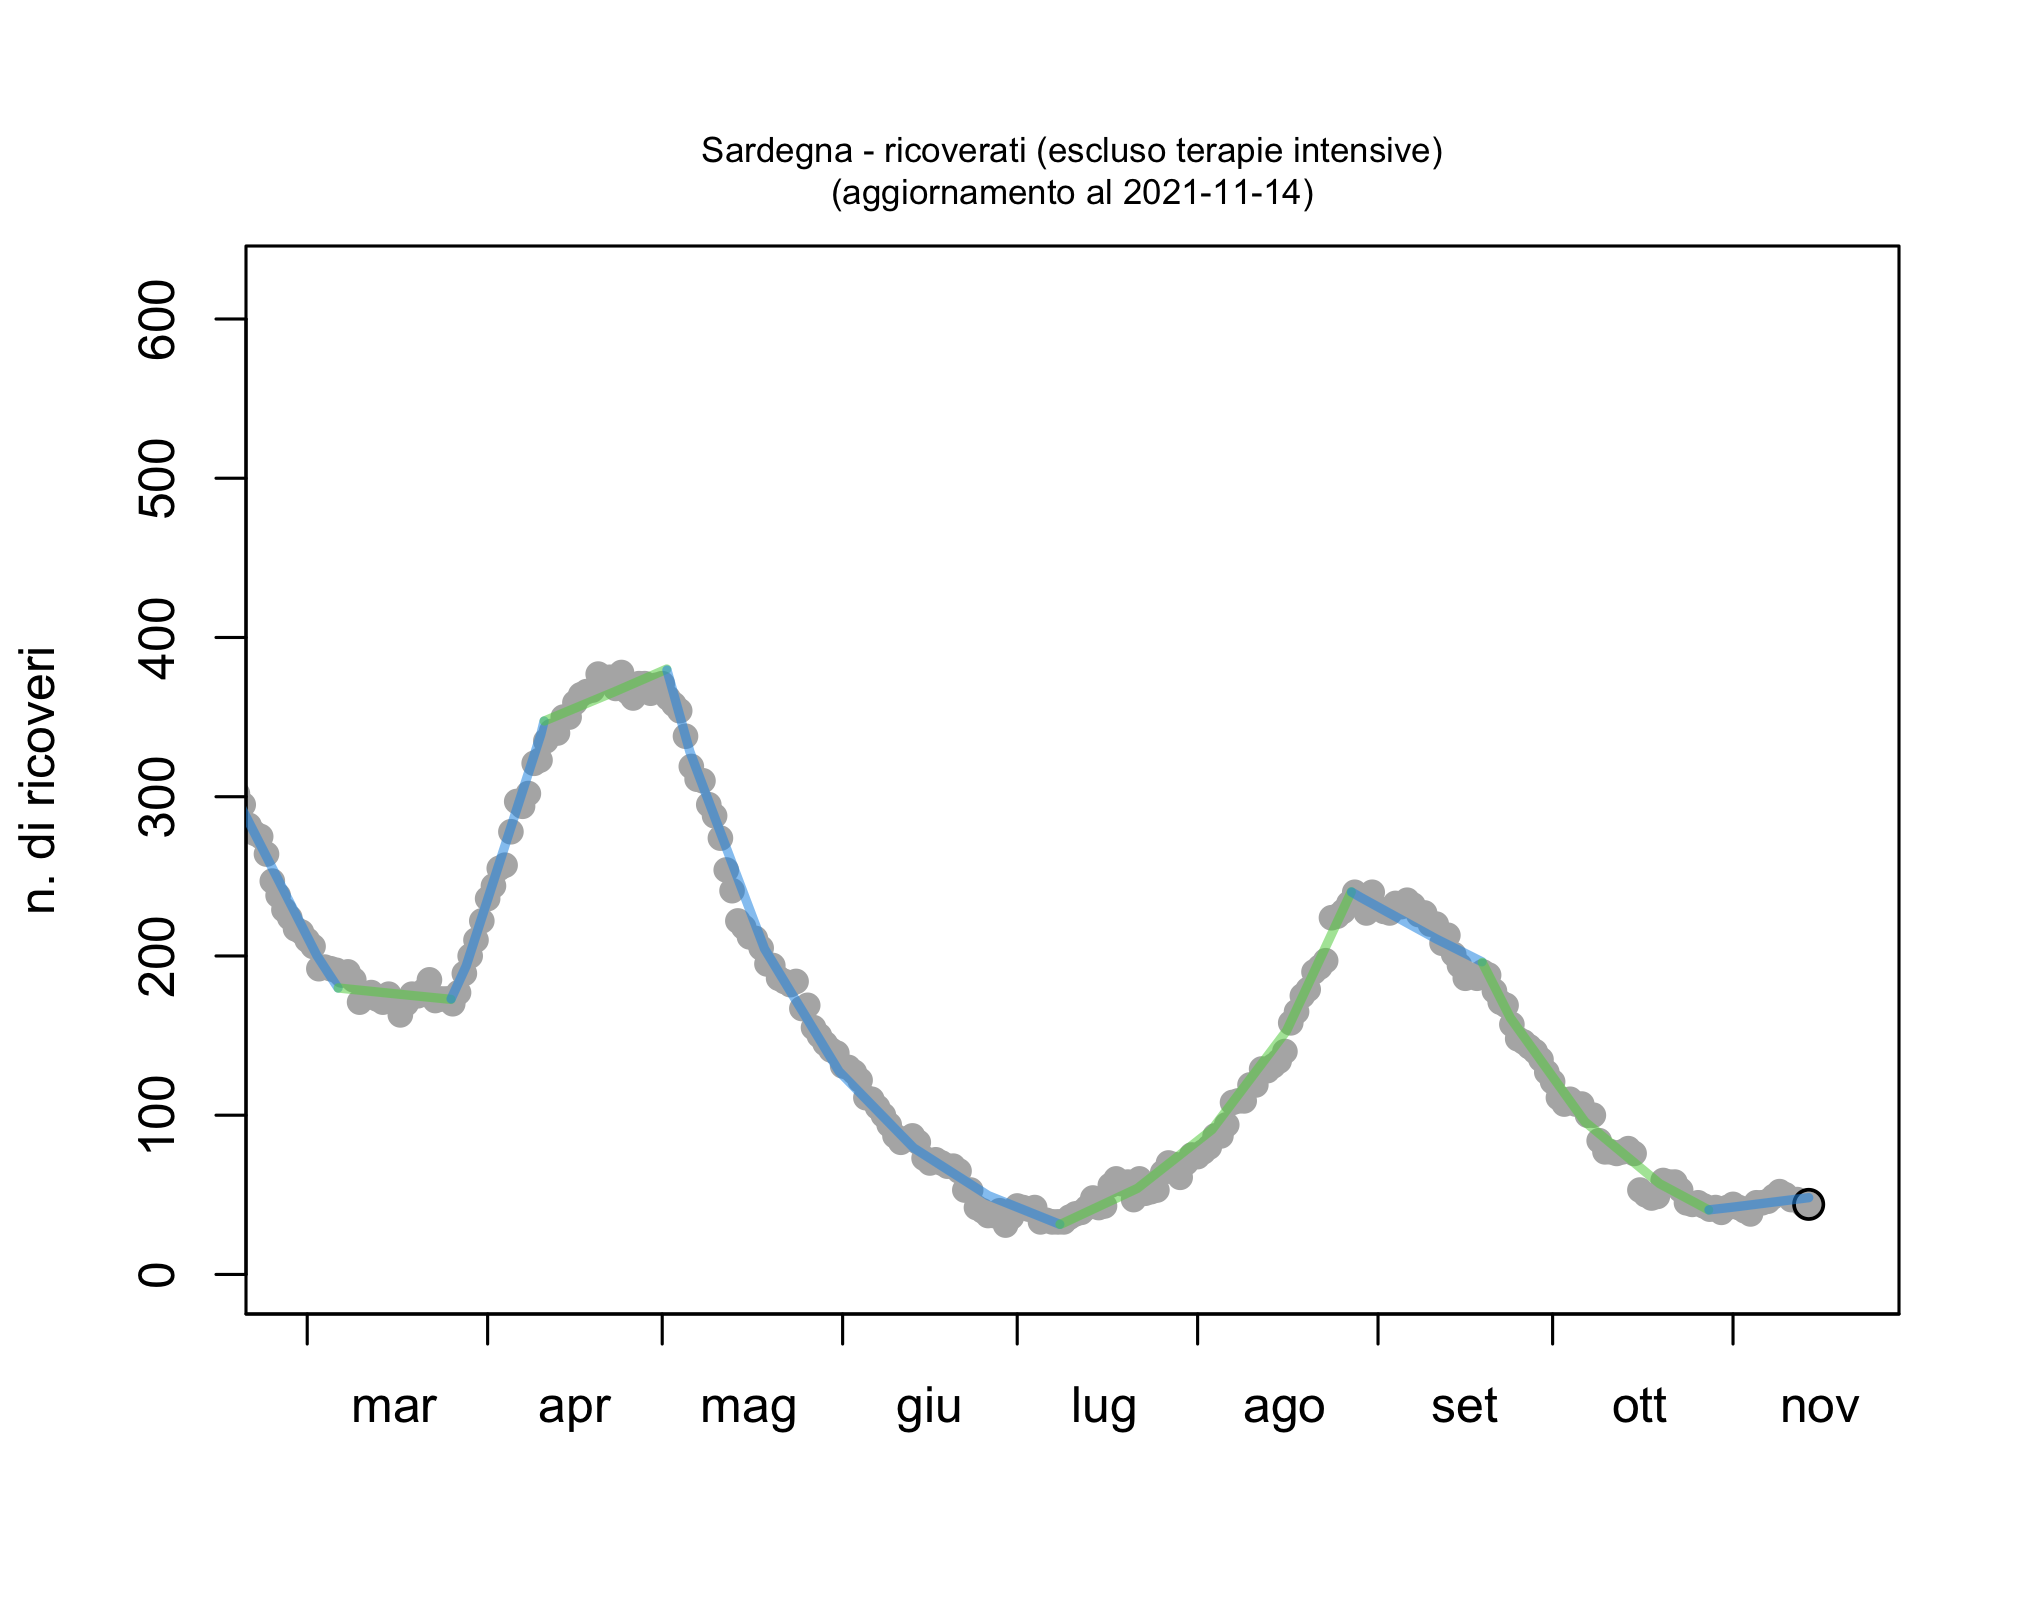 Sardegna - ricoverati (escluso terapie intensive)
(aggiornamento al 2021-11-14)
n. di ricoveri
600
500
400
300
200
100
0
mar apr mag giu lug ago set ott nov